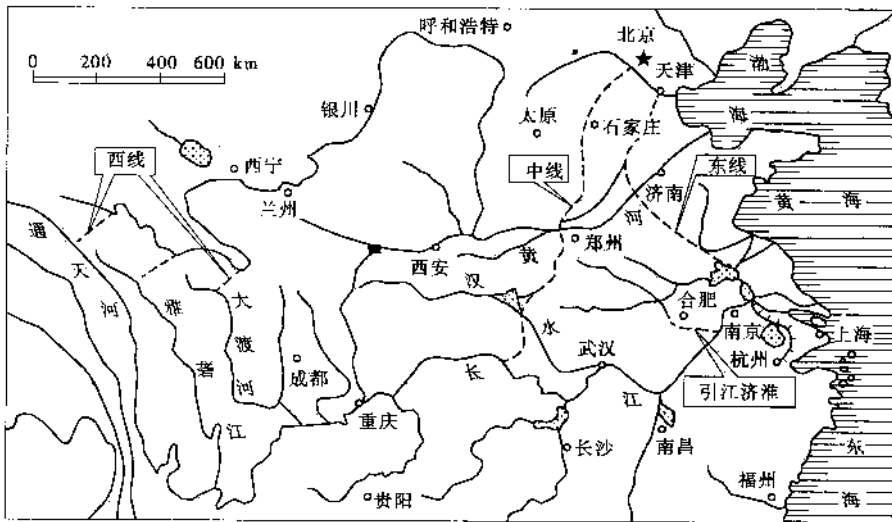 呼和浩特
北京
渤海
0 200 400 600 km
天津
银川
太原
石家庄
西线
西宁
中线
济南
东线
黄海
兰州
通天河
雅砻江
大渡河
西安
黄河
郑州
汉水
合肥
南京
上海
杭州
成都
武汉
长江
引江济淮
重庆
长沙
南昌
东海
贵阳
福州